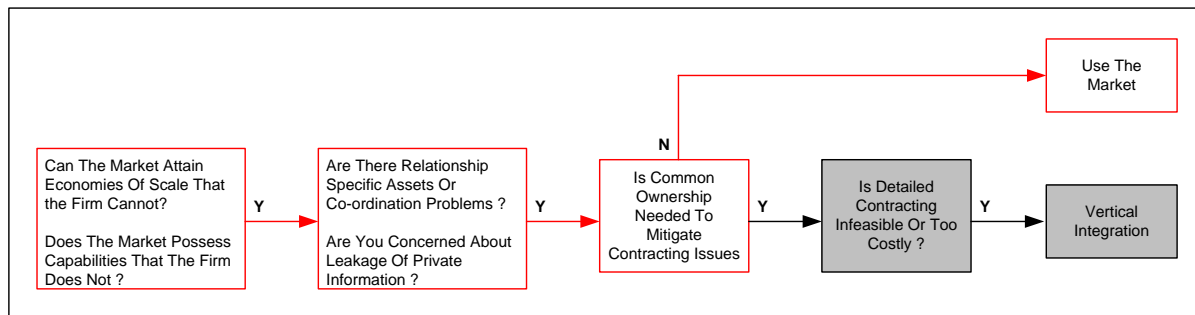 Can The Market Attain
Economies Of Scale That
the Firm Cannot?
Does The Market Possess
Capabilities That The Firm
Does Not ?
Y
Are There Relationship
Specific Assets Or
Co-ordination Problems ?
Are You Concerned About
Leakage Of Private
Information ?
Y
Is Common
Ownership
Needed To
Mitigate
Contracting Issues
N
Use The
Market
Y
Is Detailed
Contracting
Infeasible Or Too
Costly ?
Y
Vertical
Integration